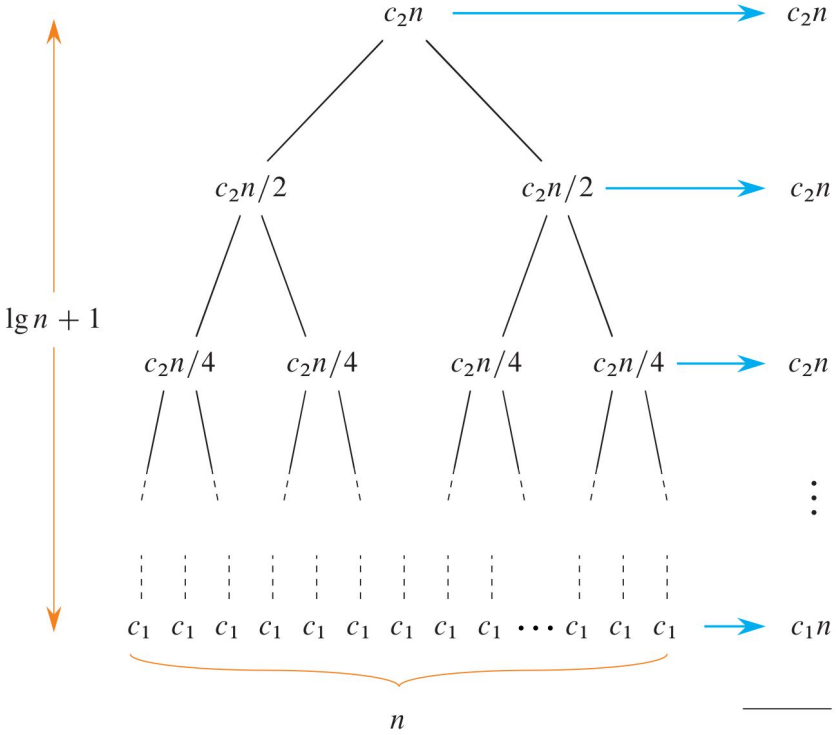 c₂n c₂n
c₂n/2 c₂n/2 c₂n
lg n + 1
c₂n/4 c₂n/4 c₂n/4 c₂n/4 c₂n
⋮
c₁ c₁ c₁ c₁ c₁ c₁ c₁ c₁ c₁ ⋯ c₁ c₁ c₁ c₁n
n